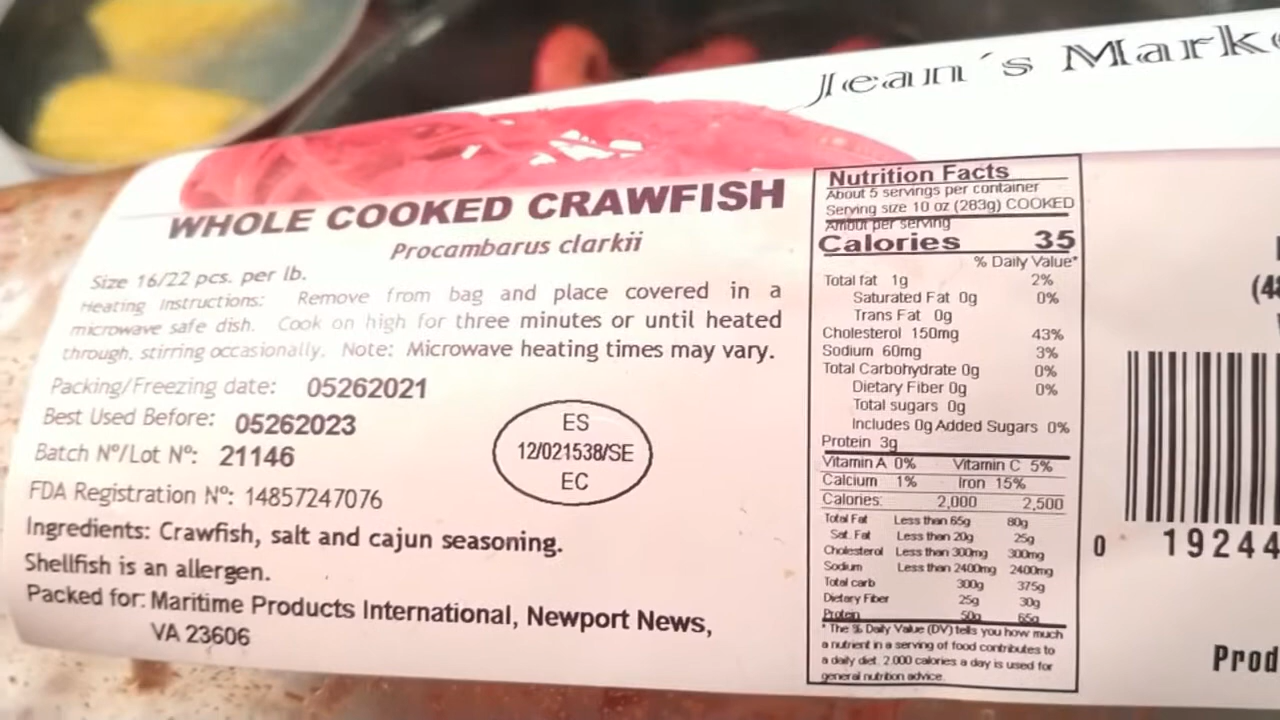 Jean´s Mark
WHOLE COOKED CRAWFISH
Procambarus clarkii
Size 16/22 pcs. per lb.
Heating Instructions: Remove from bag and place covered in a
microwave safe dish. Cook on high for three minutes or until heated
through, stirring occasionally. Note: Microwave heating times may vary.
Packing/Freezing date: 05262021
Best Used Before: 05262023
Batch Nº/Lot Nº: 21146
FDA Registration Nº: 14857247076
Ingredients: Crawfish, salt and cajun seasoning.
Shellfish is an allergen.
Packed for: Maritime Products International, Newport News,
VA 23606
ES
12/021538/SE
EC
Nutrition Facts
About 5 servings per container
Serving size 10 oz (283g) COOKED
Amout per serving
Calories 35
% Daily Value*
Total fat 1g 2%
Saturated Fat 0g 0%
Trans Fat 0g
Cholesterol 150mg 43%
Sodium 60mg 3%
Total Carbohydrate 0g 0%
Dietary Fiber 0g 0%
Total sugars 0g
Includes 0g Added Sugars 0%
Protein 3g
Vitamin A 0% Vitamin C 5%
Calcium 1% Iron 15%
Calories: 2,000 2,500
Total Fat Less than 65g 80g
Sat. Fat Less than 20g 25g
Cholesterol Less than 300mg 300mg
Sodium Less then 2400mg 2400mg
Total carb 300g 375g
Dietary Fiber 25g 30g
Protein 50g 65g
* The % Daily Value (DV) tells you how much
a nutrient in a serving of food contributes to
a daily diet. 2.000 calories a day is used for
general nutrition advice.
0 19244
Prod